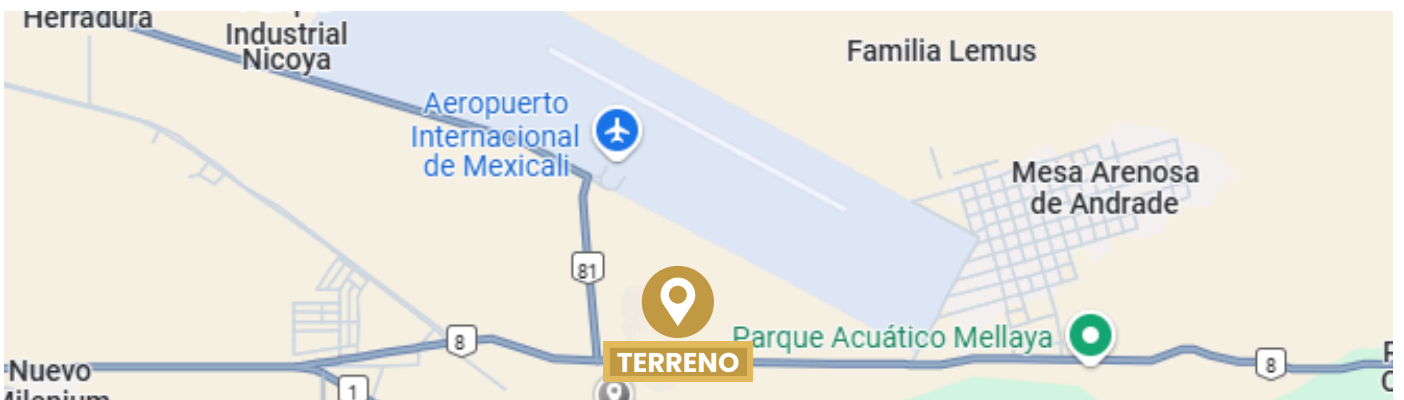 Herradura
Industrial
Nicoya
Familia Lemus
Aeropuerto
Internacional
de Mexicali
Mesa Arenosa
de Andrade
81
Parque Acuático Mellaya
8
TERRENO
8
Nuevo
Milenium
1